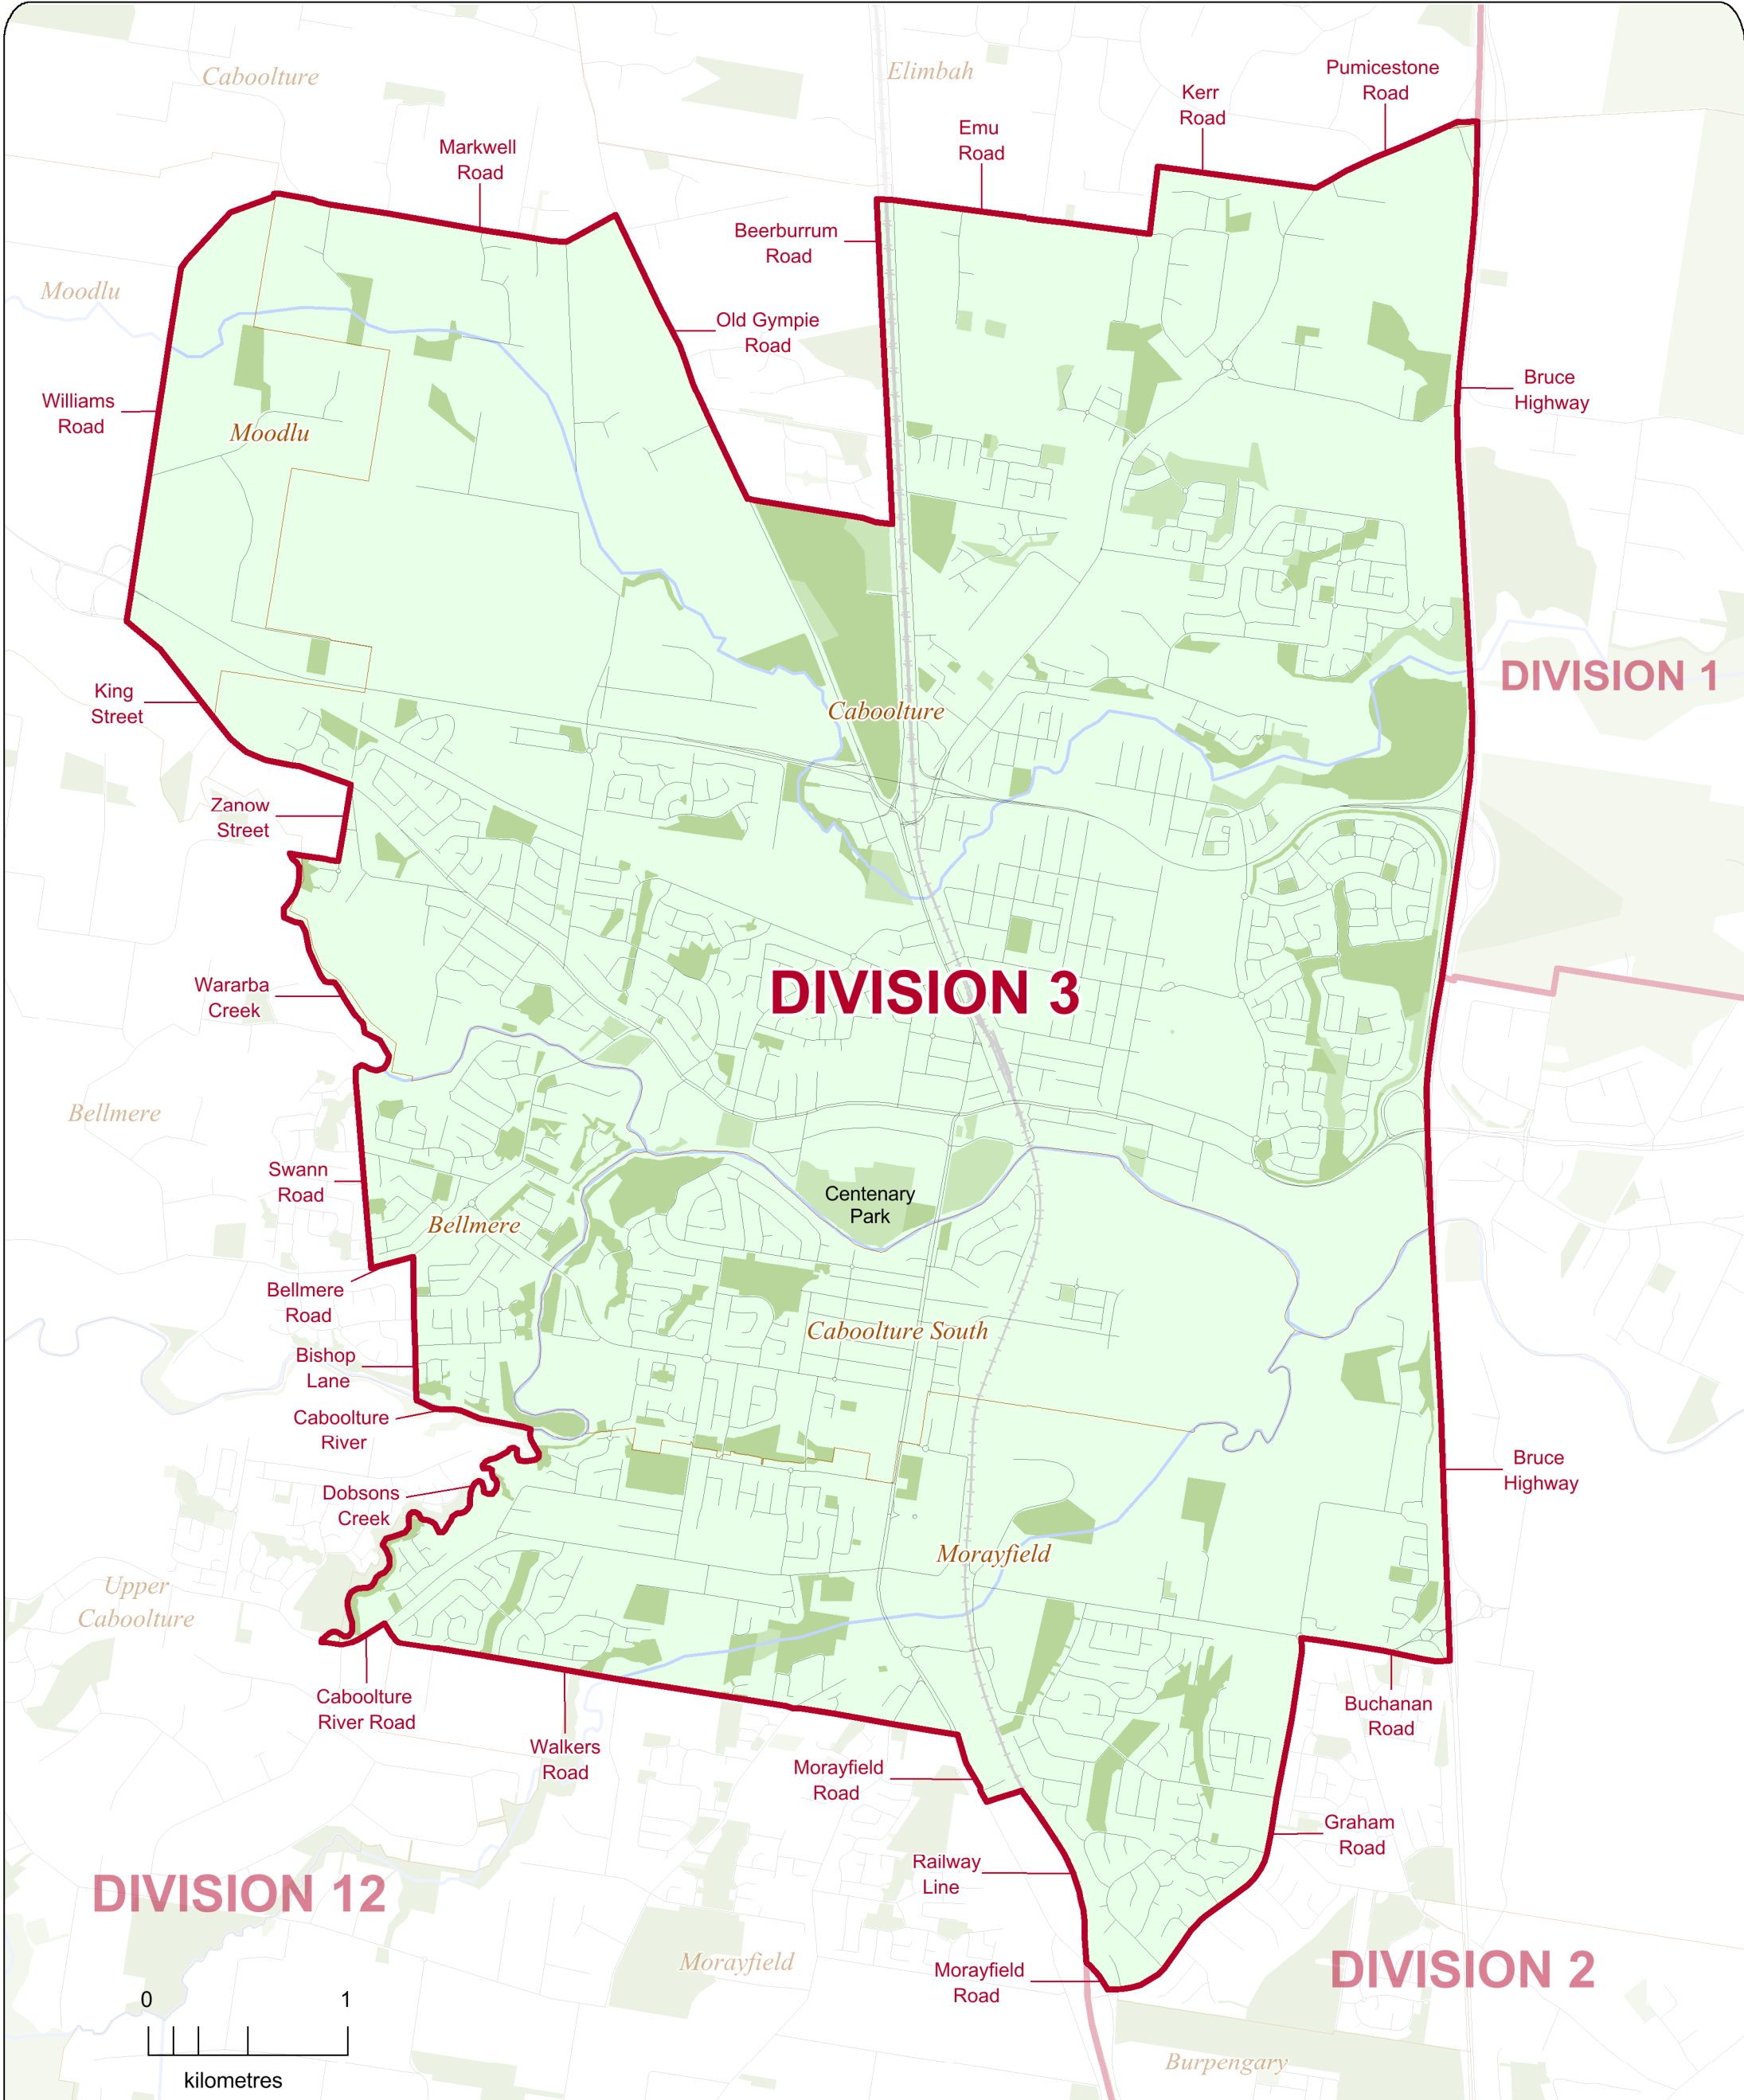 Caboolture
Elimbah
Pumicestone
Road
Kerr
Road
Emu
Road
Markwell
Road
Beerburrum
Road
Moodlu
Old Gympie
Road
Bruce
Highway
Williams
Road
Moodlu
DIVISION 1
King
Street
Caboolture
Zanow
Street
DIVISION 3
Wararba
Creek
Bellmere
Swann
Road
Centenary
Park
Bellmere
Bellmere
Road
Caboolture South
Bishop
Lane
Caboolture
River
Bruce
Highway
Dobsons
Creek
Morayfield
Upper
Caboolture
Caboolture
River Road
Buchanan
Road
Walkers
Road
Morayfield
Road
Graham
Road
Railway
Line
DIVISION 12
Morayfield
Morayfield
Road
DIVISION 2
0 1
kilometres
Burpengary